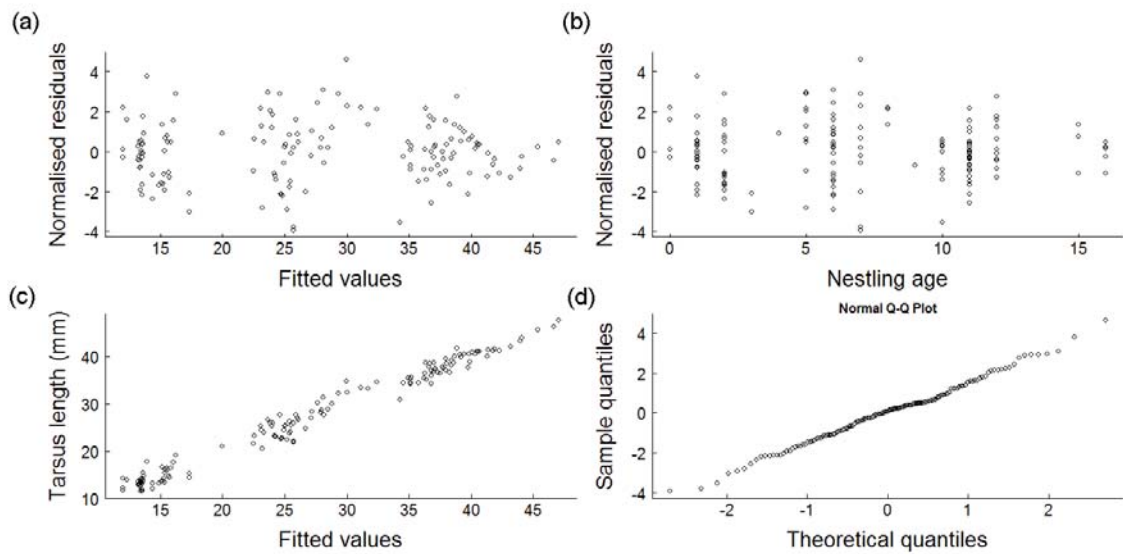 (a)
Normalised residuals
4
2
0
-2
-4
15 20 25 30 35 40 45
Fitted values
(b)
Normalised residuals
4
2
0
-2
-4
0 5 10 15
Nestling age
(c)
Tarsus length (mm)
40
30
20
10
15 20 25 30 35 40 45
Fitted values
(d)
Normal Q-Q Plot
Sample quantiles
4
2
0
-2
-4
-2 -1 0 1 2
Theoretical quantiles